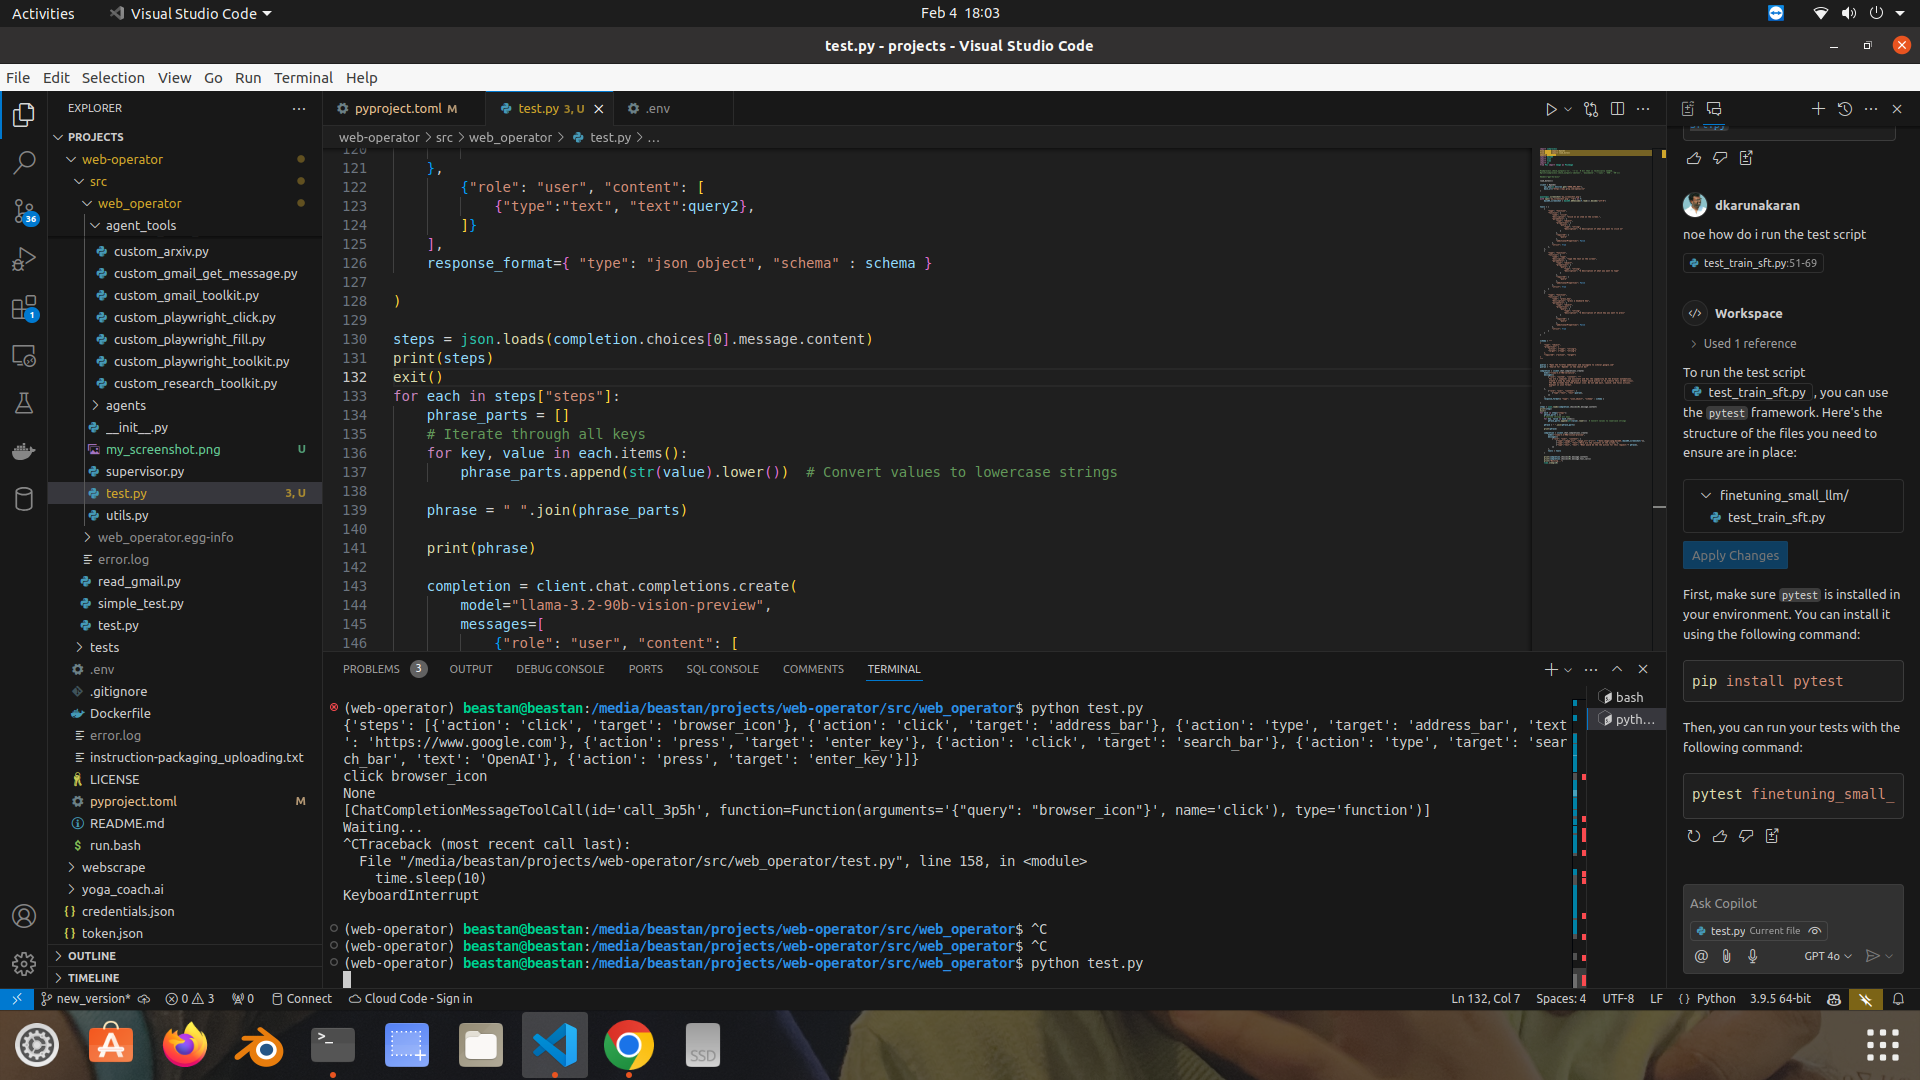 Activities
Visual Studio Code
Feb 4 18:03
test.py - projects - Visual Studio Code
File Edit Selection View Go Run Terminal Help
EXPLORER
PROJECTS
web-operator
src
web_operator
agent_tools
custom_arxiv.py
custom_gmail_get_message.py
custom_gmail_toolkit.py
custom_playwright_click.py
custom_playwright_fill.py
custom_playwright_toolkit.py
custom_research_toolkit.py
agents
__init__.py
my_screenshot.png U
supervisor.py
test.py 3, U
utils.py
web_operator.egg-info
error.log
read_gmail.py
simple_test.py
test.py
tests
.env
.gitignore
Dockerfile
error.log
instruction-packaging_uploading.txt
LICENSE
pyproject.toml M
README.md
run.bash
webscrape
yoga_coach.ai
credentials.json
token.json
OUTLINE
TIMELINE
36
1
pyproject.toml M
test.py 3, U
.env
web-operator > src > web_operator > test.py > ...
120
121 },
122 {"role": "user", "content": [
123 {"type":"text", "text":query2},
124 ]}
125 ],
126 response_format={ "type": "json_object", "schema" : schema }
127
128 )
129
130 steps = json.loads(completion.choices[0].message.content)
131 print(steps)
132 exit()
133 for each in steps["steps"]:
134 phrase_parts = []
135 # Iterate through all keys
136 for key, value in each.items():
137 phrase_parts.append(str(value).lower()) # Convert values to lowercase strings
138
139 phrase = " ".join(phrase_parts)
140
141 print(phrase)
142
143 completion = client.chat.completions.create(
144 model="llama-3.2-90b-vision-preview",
145 messages=[
146 {"role": "user", "content": [
PROBLEMS 3 OUTPUT DEBUG CONSOLE PORTS SQL CONSOLE COMMENTS TERMINAL
(web-operator) beastan@beastan:/media/beastan/projects/web-operator/src/web_operator$ python test.py
{'steps': [{'action': 'click', 'target': 'browser_icon'}, {'action': 'click', 'target': 'address_bar'}, {'action': 'type', 'target': 'address_bar', 'text
': 'https://www.google.com'}, {'action': 'press', 'target': 'enter_key'}, {'action': 'click', 'target': 'search_bar'}, {'action': 'type', 'target': 'sear
ch_bar', 'text': 'OpenAI'}, {'action': 'press', 'target': 'enter_key'}]}
click browser_icon
None
[ChatCompletionMessageToolCall(id='call_3p5h', function=Function(arguments='{"query": "browser_icon"}', name='click'), type='function')]
Waiting...
^CTraceback (most recent call last):
File "/media/beastan/projects/web-operator/src/web_operator/test.py", line 158, in <module>
time.sleep(10)
KeyboardInterrupt
(web-operator) beastan@beastan:/media/beastan/projects/web-operator/src/web_operator$ ^C
(web-operator) beastan@beastan:/media/beastan/projects/web-operator/src/web_operator$ ^C
(web-operator) beastan@beastan:/media/beastan/projects/web-operator/src/web_operator$ python test.py
bash
pyth...
dkarunakaran
noe how do i run the test script
test_train_sft.py:51-69
Workspace
Used 1 reference
To run the test script
test_train_sft.py , you can use
the pytest framework. Here's the
structure of the files you need to
ensure are in place:
finetuning_small_llm/
test_train_sft.py
Apply Changes
First, make sure pytest is installed in
your environment. You can install it
using the following command:
pip install pytest
Then, you can run your tests with the
following command:
pytest finetuning_small_
Ask Copilot
test.py Current file
GPT 4o
new_version* 0 3 0 Connect Cloud Code - Sign in
Ln 132, Col 7 Spaces: 4 UTF-8 LF Python 3.9.5 64-bit
SSD